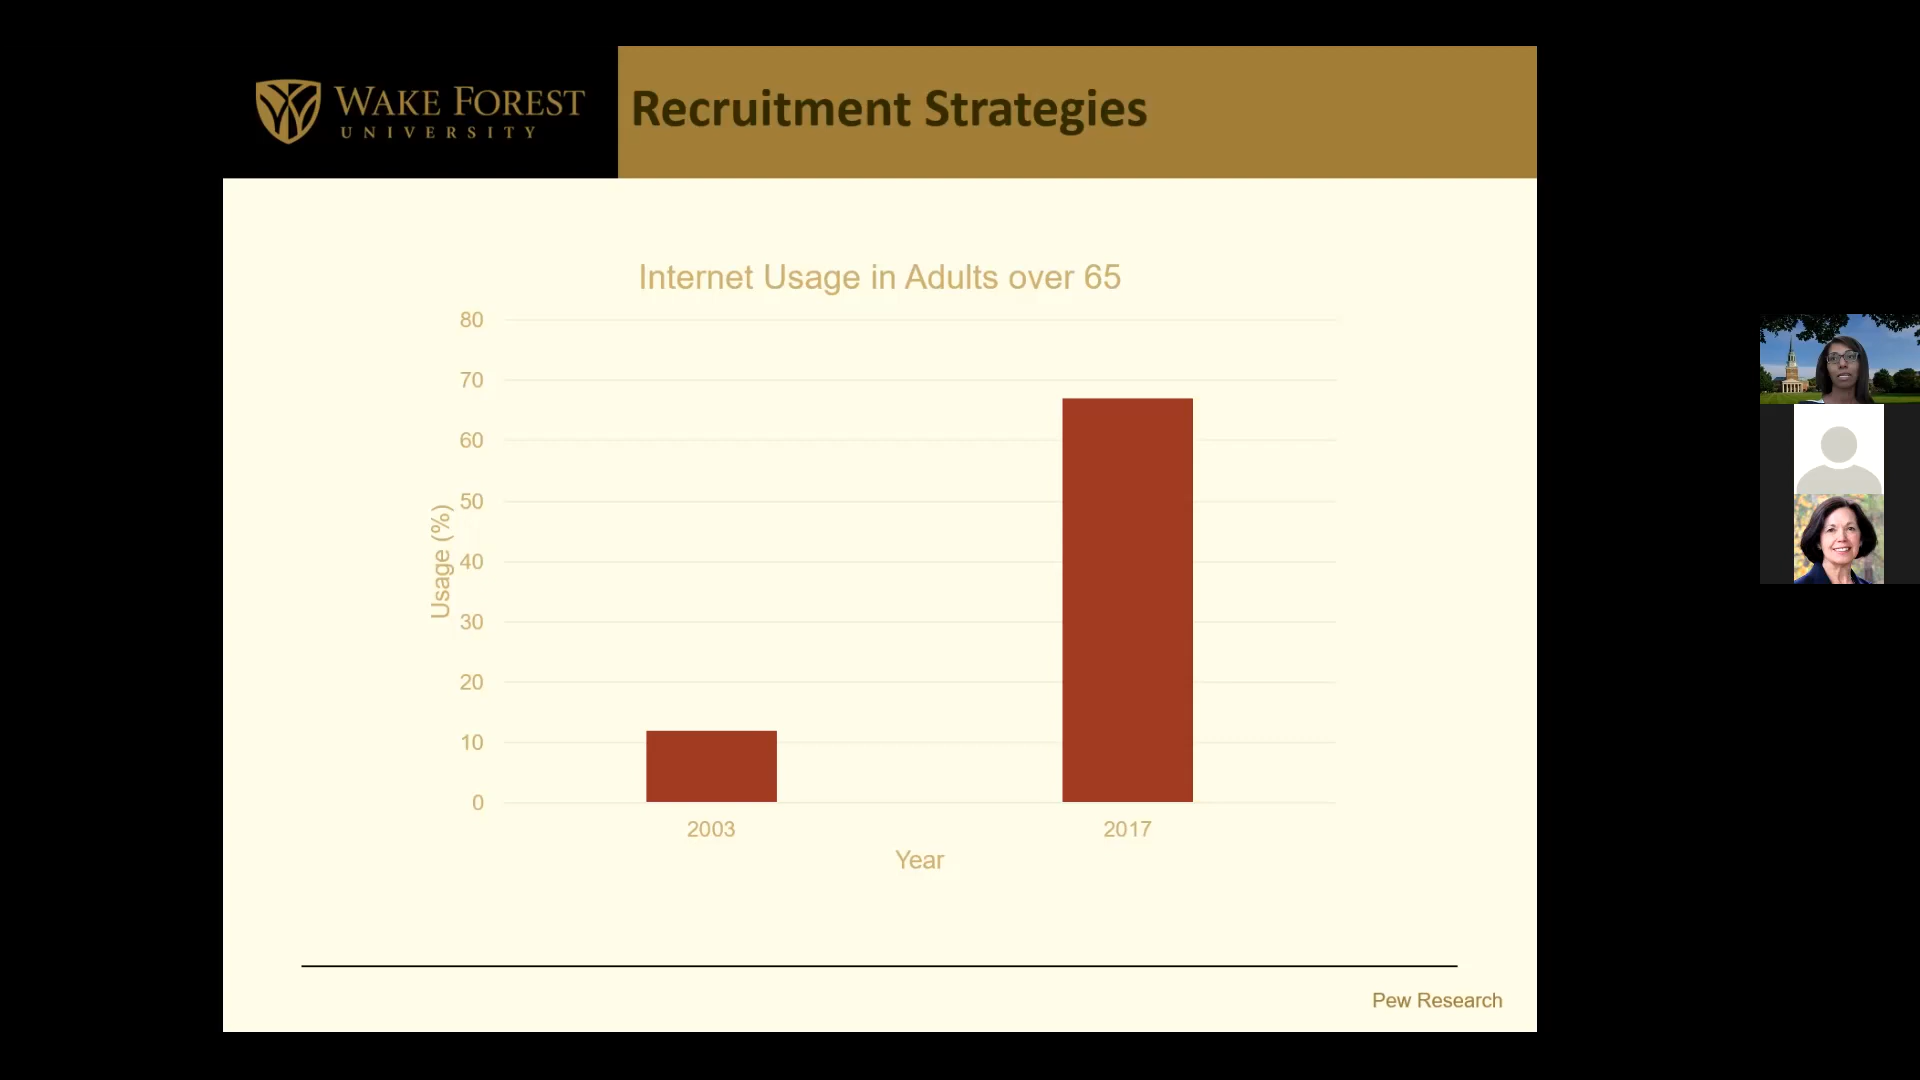 WAKE FOREST
UNIVERSITY
Recruitment Strategies
Internet Usage in Adults over 65
80
70
60
50
40
30
20
10
0
Usage (%)
2003
2017
Year
Pew Research